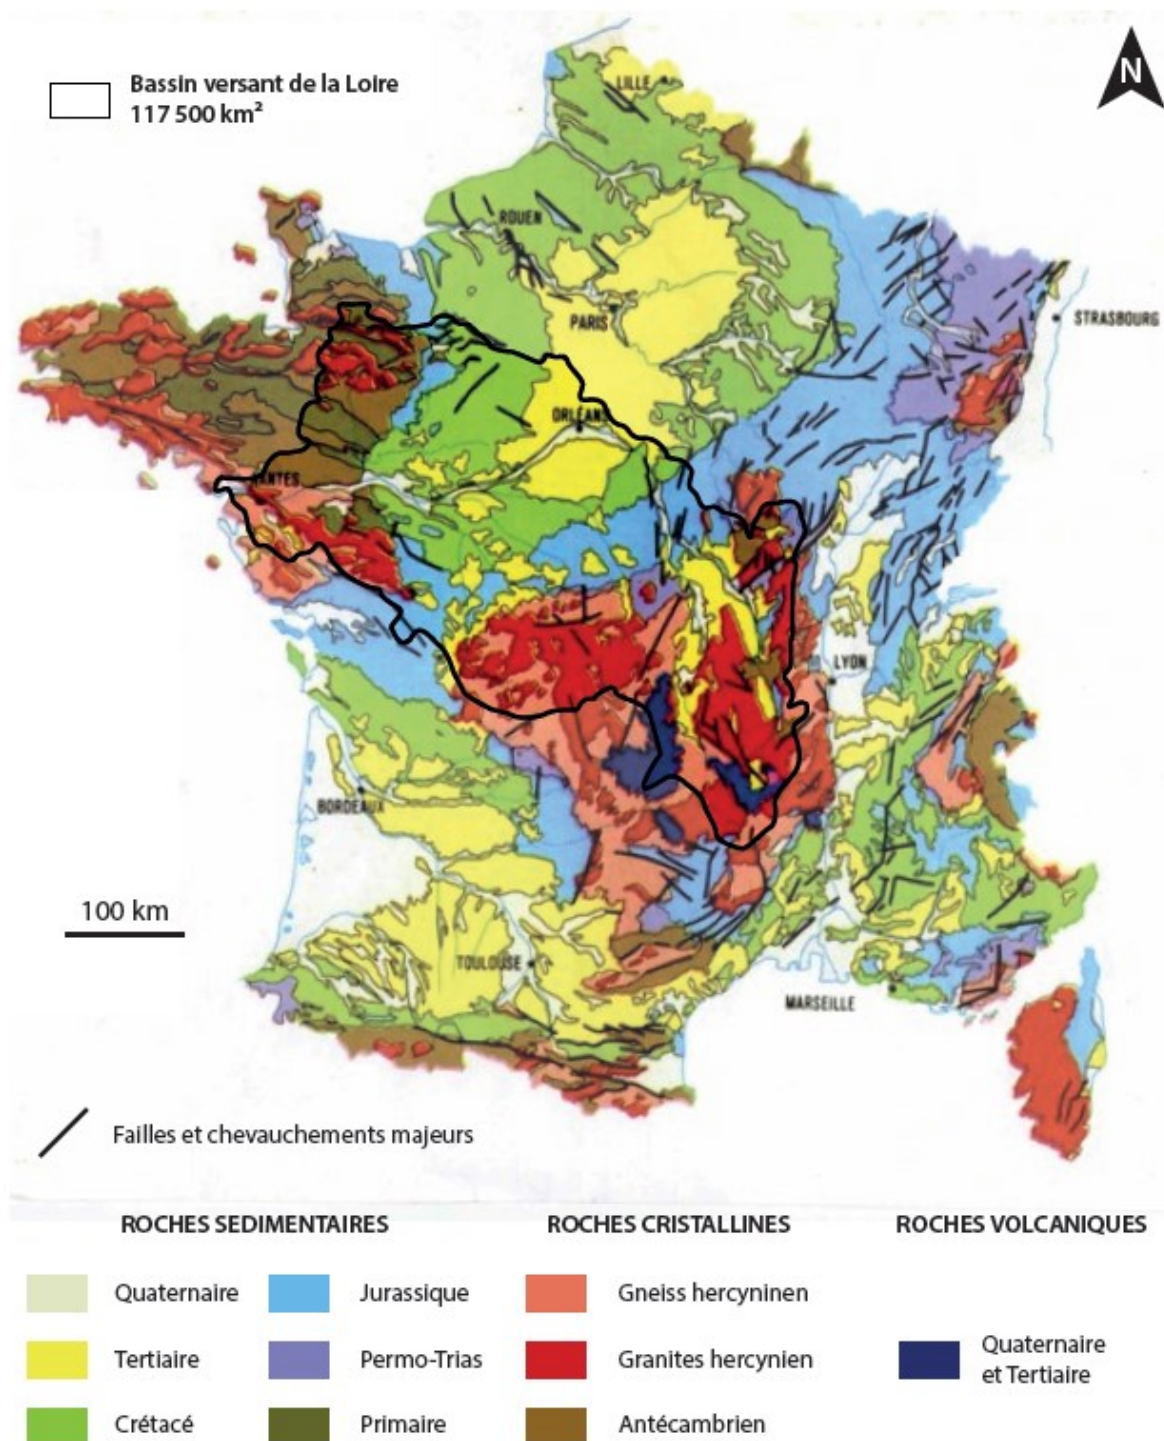 Bassin versant de la Loire
117 500 km²
N
LILLE
ROUEN
PARIS
STRASBOURG
ORLÉANS
NANTES
LYON
BORDEAUX
100 km
TOULOUSE
MARSEILLE
Failles et chevauchements majeurs
ROCHES SEDIMENTAIRES
ROCHES CRISTALLINES
ROCHES VOLCANIQUES
Quaternaire
Jurassique
Gneiss hercyninen
Tertiaire
Permo-Trias
Granites hercynien
Quaternaire
et Tertiaire
Crétacé
Primaire
Antécambrien